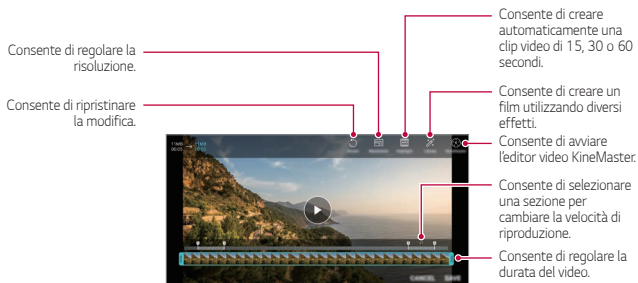 Consente di regolare la
risoluzione.
Consente di ripristinare
la modifica.
Consente di creare
automaticamente una
clip video di 15, 30 o 60
secondi.
Consente di creare un
film utilizzando diversi
effetti.
Consente di avviare
l'editor video KineMaster.
Consente di selezionare
una sezione per
cambiare la velocità di
riproduzione.
Consente di regolare la
durata del video.
CANCEL SAVE